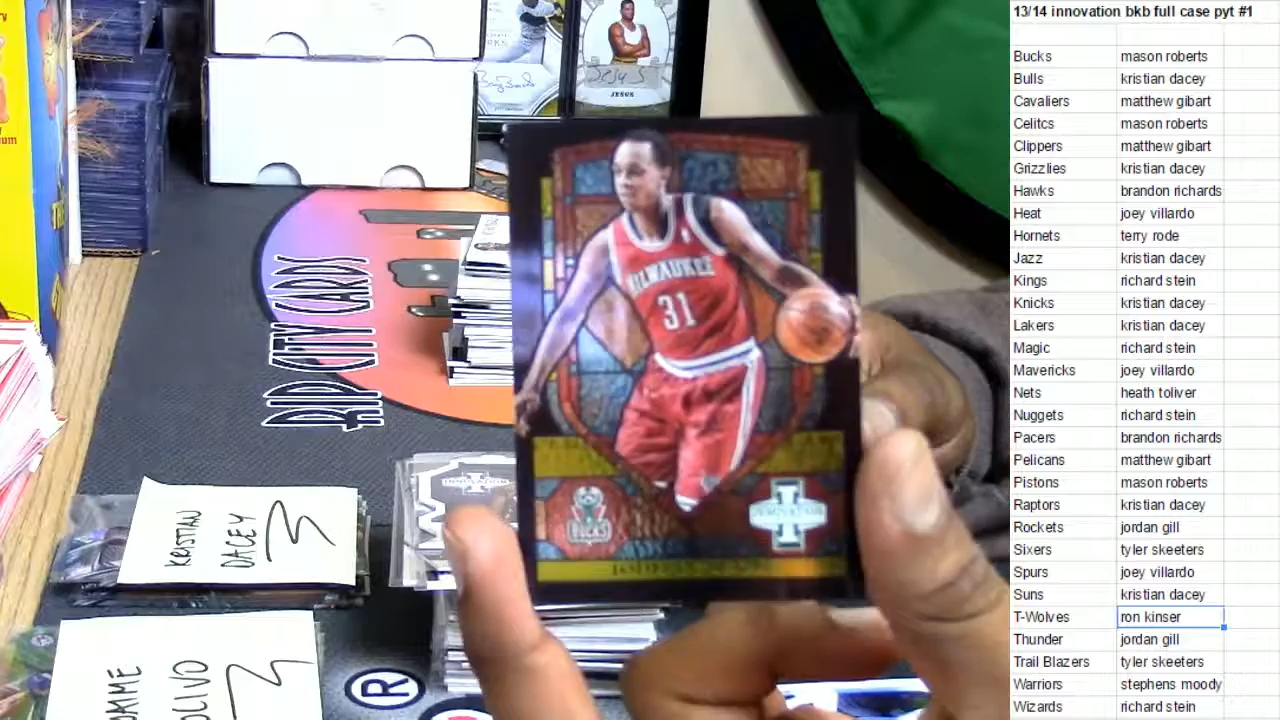 13/14 innovation bkb full case pyt #1
Bucks mason roberts
Bulls kristian dacey
Cavaliers matthew gibart
Celitcs mason roberts
Clippers matthew gibart
Grizzlies kristian dacey
Hawks brandon richards
Heat joey villardo
Hornets terry rode
Jazz kristian dacey
Kings richard stein
Knicks kristian dacey
Lakers kristian dacey
Magic richard stein
Mavericks joey villardo
Nets heath toliver
Nuggets richard stein
Pacers brandon richards
Pelicans matthew gibart
Pistons mason roberts
Raptors kristian dacey
Rockets jordan gill
Sixers tyler skeeters
Spurs joey villardo
Suns kristian dacey
T-Wolves ron kinser
Thunder jordan gill
Trail Blazers tyler skeeters
Warriors stephens moody
Wizards richard stein
JESUS
MILWAUKEE
31
BUCKS
INNOVATION
RIP CITY CARDS
INNOVATION
KRISTIAN
DACEY
OLIVO
R